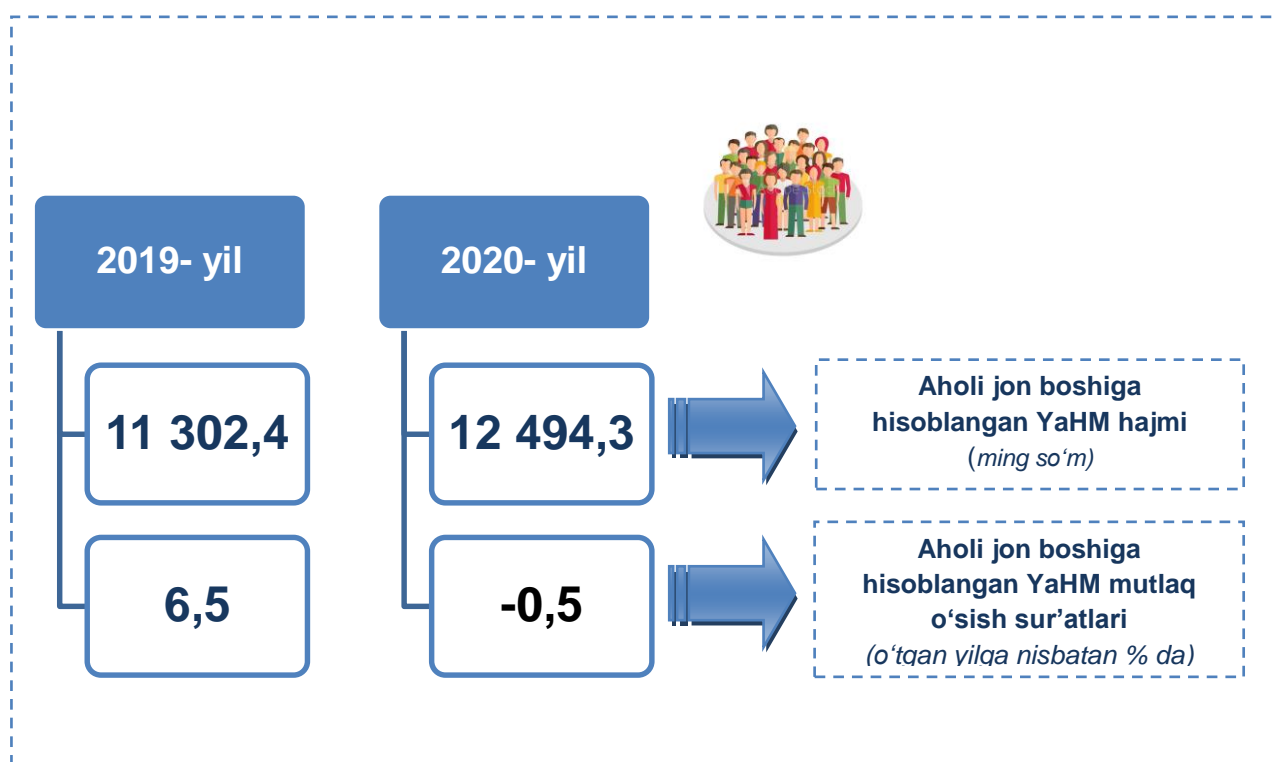 2019- yil
2020- yil
11 302,4
12 494,3
Aholi jon boshiga
hisoblangan YaHM hajmi
(ming so‘m)
6,5
-0,5
Aholi jon boshiga
hisoblangan YaHM mutlaq
o‘sish sur’atlari
(o‘tgan yilga nisbatan % da)